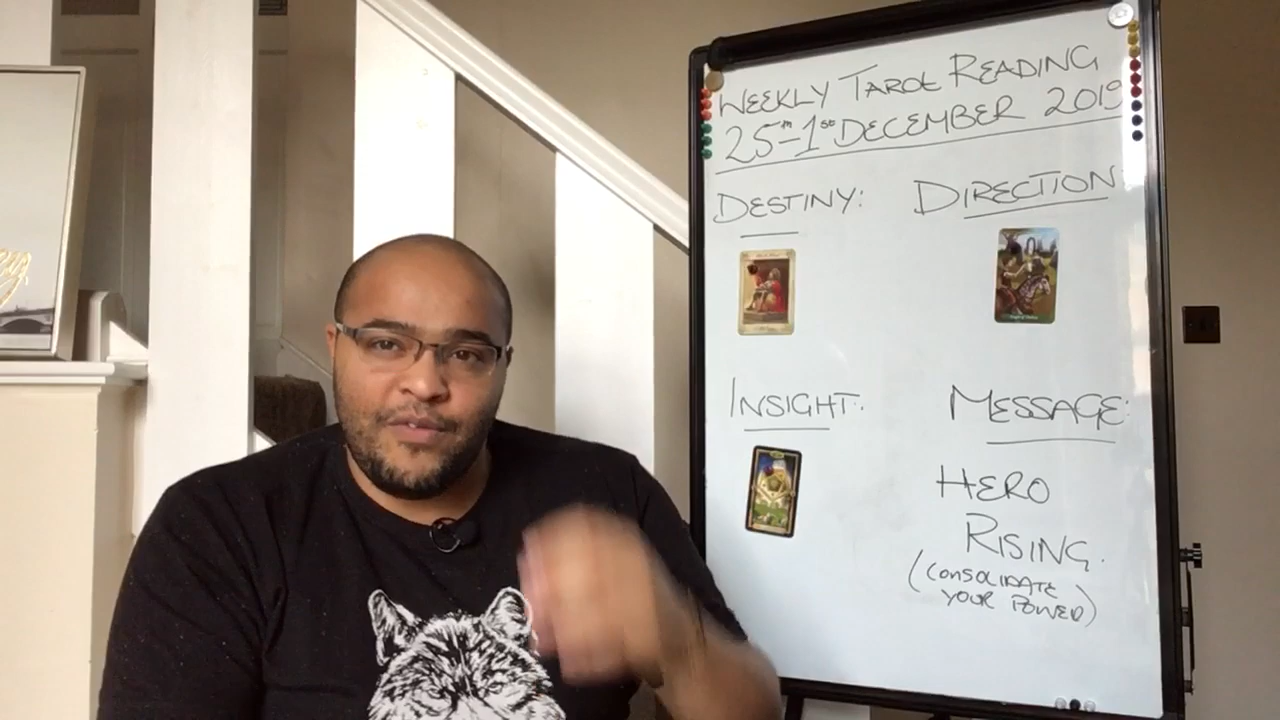 WEEKLY TAROT READING
25TH-1ST DECEMBER 2019
DESTINY:
DIRECTION:
INSIGHT:
MESSAGE:
HERO
RISING.
(CONSOLIDATE
YOUR POWER)